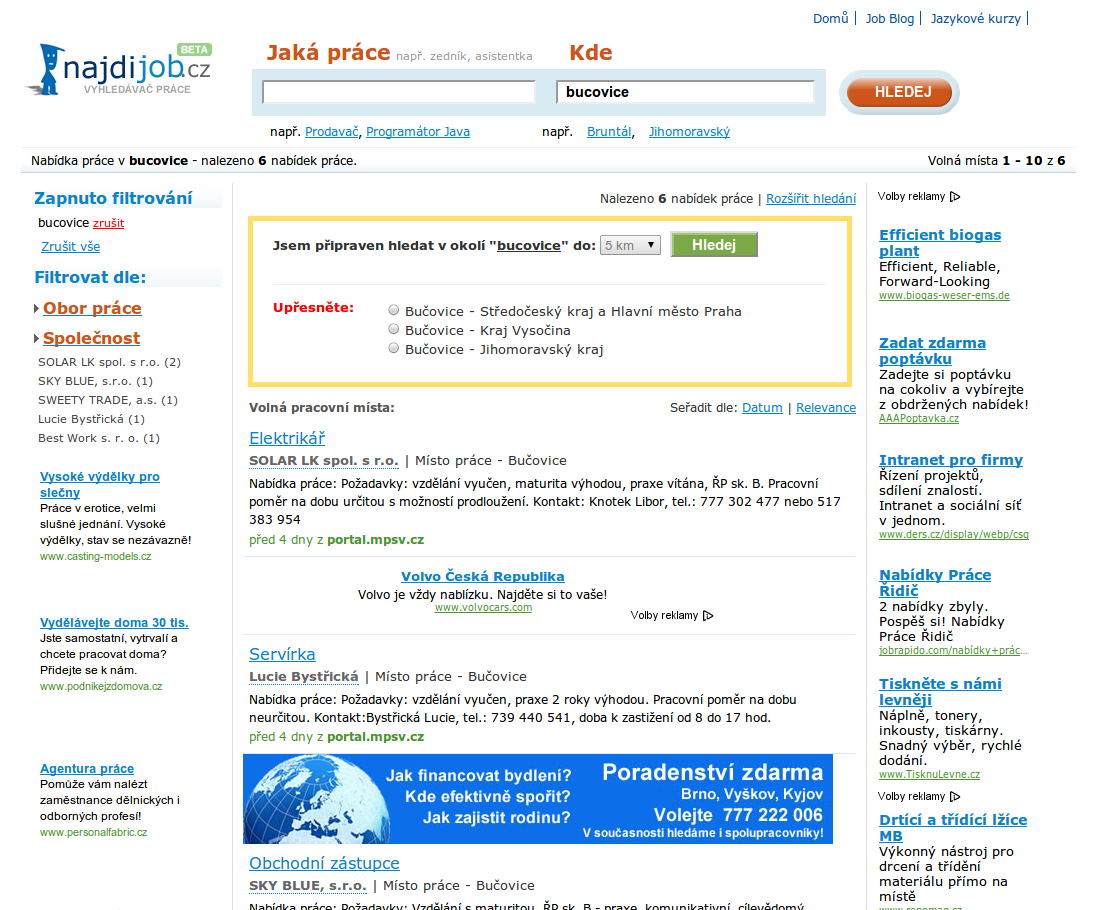 Domů | Job Blog | Jazykové kurzy |
BETA
najdijob.cz
VYHLEDÁVAČ PRÁCE
Jaká práce např. zedník, asistentka
Kde
bucovice
HLEDEJ
např. Prodavač, Programátor Java
např. Bruntál, Jihomoravský
Nabídka práce v bucovice - nalezeno 6 nabídek práce.
Volná místa 1 - 10 z 6
Zapnuto filtrování
bucovice zrušit
Zrušit vše
Filtrovat dle:
Obor práce
Společnost
SOLAR LK spol. s r.o. (2)
SKY BLUE, s.r.o. (1)
SWEETY TRADE, a.s. (1)
Lucie Bystřická (1)
Best Work s. r. o. (1)
Vysoké výdělky pro
slečny
Práce v erotice, velmi
slušné jednání. Vysoké
výdělky, stav se nezávazně!
www.casting-models.cz
Vydělávejte doma 30 tis.
Jste samostatní, vytrvalí a
chcete pracovat doma?
Přidejte se k nám.
www.podnikejzdomova.cz
Agentura práce
Pomůže vám nalézt
zaměstnance dělnických i
odborných profesí!
www.personalfabric.cz
Nalezeno 6 nabídek práce | Rozšířit hledání
Jsem připraven hledat v okolí "bucovice" do: 5 km Hledej
Upřesněte:
Bučovice - Středočeský kraj a Hlavní město Praha
Bučovice - Kraj Vysočina
Bučovice - Jihomoravský kraj
Volná pracovní místa:
Seřadit dle: Datum | Relevance
Elektrikář
SOLAR LK spol. s r.o. | Místo práce - Bučovice
Nabídka práce: Požadavky: vzdělání vyučen, maturita výhodou, praxe vítána, ŘP sk. B. Pracovní
poměr na dobu určitou s možností prodloužení. Kontakt: Knotek Libor, tel.: 777 302 477 nebo 517
383 954
před 4 dny z portal.mpsv.cz
Volvo Česká Republika
Volvo je vždy nablízku. Najděte si to vaše!
www.volvocars.com
Volby reklamy
Servírka
Lucie Bystřická | Místo práce - Bučovice
Nabídka práce: Požadavky: vzdělání vyučen, praxe 2 roky výhodou. Pracovní poměr na dobu
neurčitou. Kontakt:Bystřická Lucie, tel.: 739 440 541, doba k zastižení od 8 do 17 hod.
před 4 dny z portal.mpsv.cz
Jak financovat bydlení?
Kde efektivně spořit?
Jak zajistit rodinu?
Poradenství zdarma
Brno, Vyškov, Kyjov
Volejte 777 222 006
V současnosti hledáme i spolupracovníky!
Obchodní zástupce
SKY BLUE, s.r.o. | Místo práce - Bučovice
Nabídka práce: Požadavky: Vzdělání s maturitou, ŘP sk. B - praxe, komunikativní, cílevědomý
Volby reklamy
Efficient biogas
plant
Efficient, Reliable,
Forward-Looking
www.biogas-weser-ems.de
Zadat zdarma
poptávku
Zadejte si poptávku
na cokoliv a vybírejte
z obdržených nabídek!
AAAPoptavka.cz
Intranet pro firmy
Řízení projektů,
sdílení znalostí.
Intranet a sociální síť
v jednom.
www.ders.cz/display/webp/csq
Nabídky Práce
Řidič
2 nabídky zbyly.
Pospěš si! Nabídky
Práce Řidič
jobrapido.com/nabídky+prác...
Tiskněte s námi
levněji
Náplně, tonery,
inkousty, tiskárny.
Snadný výběr, rychlé
dodání.
www.TisknuLevne.cz
Volby reklamy
Drtící a třídící lžíce
MB
Výkonný nástroj pro
drcení a třídění
materiálu přímo na
místě